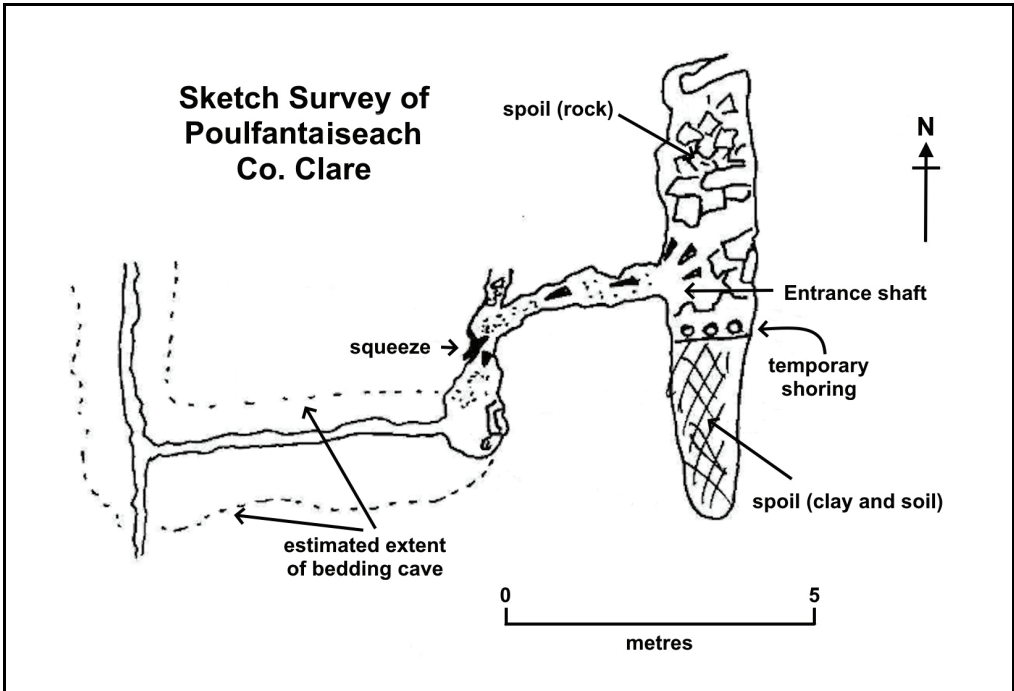 Sketch Survey of
Poulfantaiseach
Co. Clare
spoil (rock)
N
Entrance shaft
squeeze
temporary
shoring
spoil (clay and soil)
estimated extent
of bedding cave
0 5
metres